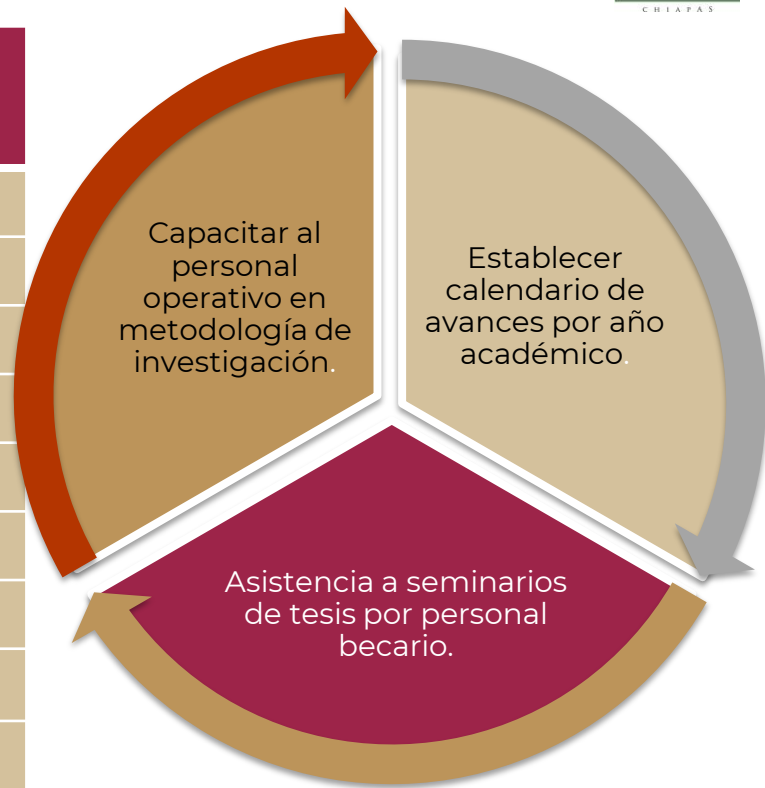 CHIAPAS
Capacitar al
personal
operativo en
metodología de
investigación.
Establecer
calendario de
avances por año
académico.
Asistencia a seminarios
de tesis por personal
becario.